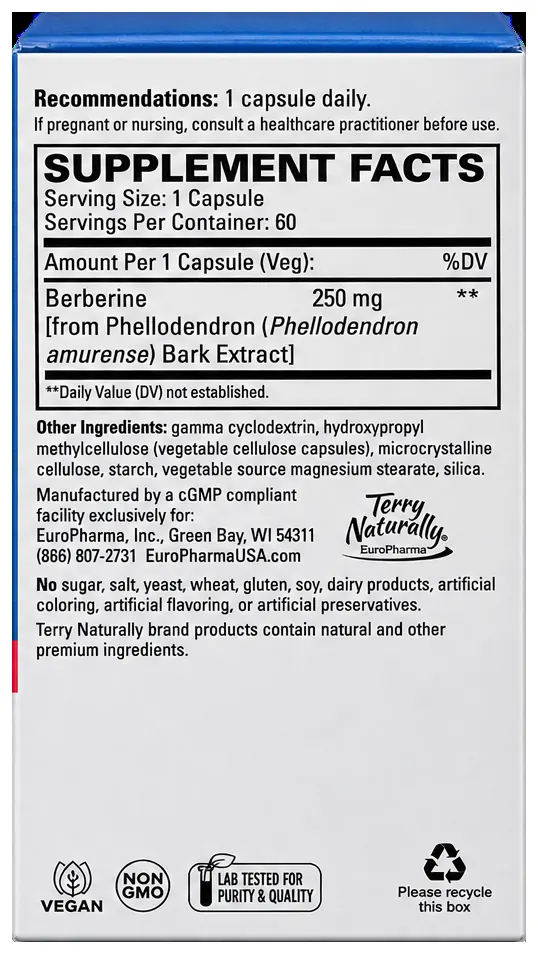 Recommendations: 1 capsule daily.
If pregnant or nursing, consult a healthcare practitioner before use.
SUPPLEMENT FACTS
Serving Size: 1 Capsule
Servings Per Container: 60
Amount Per 1 Capsule (Veg): %DV
Berberine 250 mg **
[from Phellodendron (Phellodendron
amurense) Bark Extract]
**Daily Value (DV) not established.
Other Ingredients: gamma cyclodextrin, hydroxypropyl
methylcellulose (vegetable cellulose capsules), microcrystalline
cellulose, starch, vegetable source magnesium stearate, silica.
Manufactured by a cGMP compliant
facility exclusively for:
EuroPharma, Inc., Green Bay, WI 54311
(866) 807-2731 EuroPharmaUSA.com
Terry
Naturally®
EuroPharma
No sugar, salt, yeast, wheat, gluten, soy, dairy products, artificial
coloring, artificial flavoring, or artificial preservatives.
Terry Naturally brand products contain natural and other
premium ingredients.
VEGAN
NON
GMO
LAB TESTED FOR
PURITY & QUALITY
Please recycle
this box